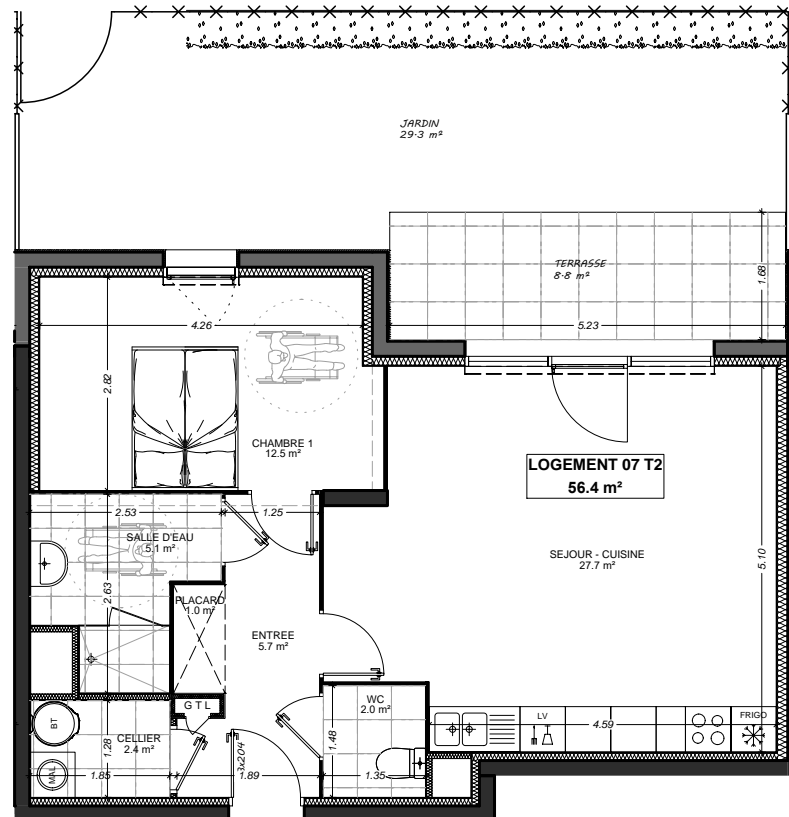 JARDIN
29.3 m²
TERRASSE
8.8 m²
1.68
4.26
5.23
2.82
CHAMBRE 1
12.5 m²
LOGEMENT 07 T2
56.4 m²
2.53
1.25
SALLE D'EAU
5.1 m²
SEJOUR - CUISINE
27.7 m²
5.10
2.63
PLACARD
1.0 m²
ENTREE
5.7 m²
G T L
WC
2.0 m²
LV
4.59
FRIGO
BT
CELLIER
2.4 m²
1.28
1.48
MAL
1.85
1.89
1.35